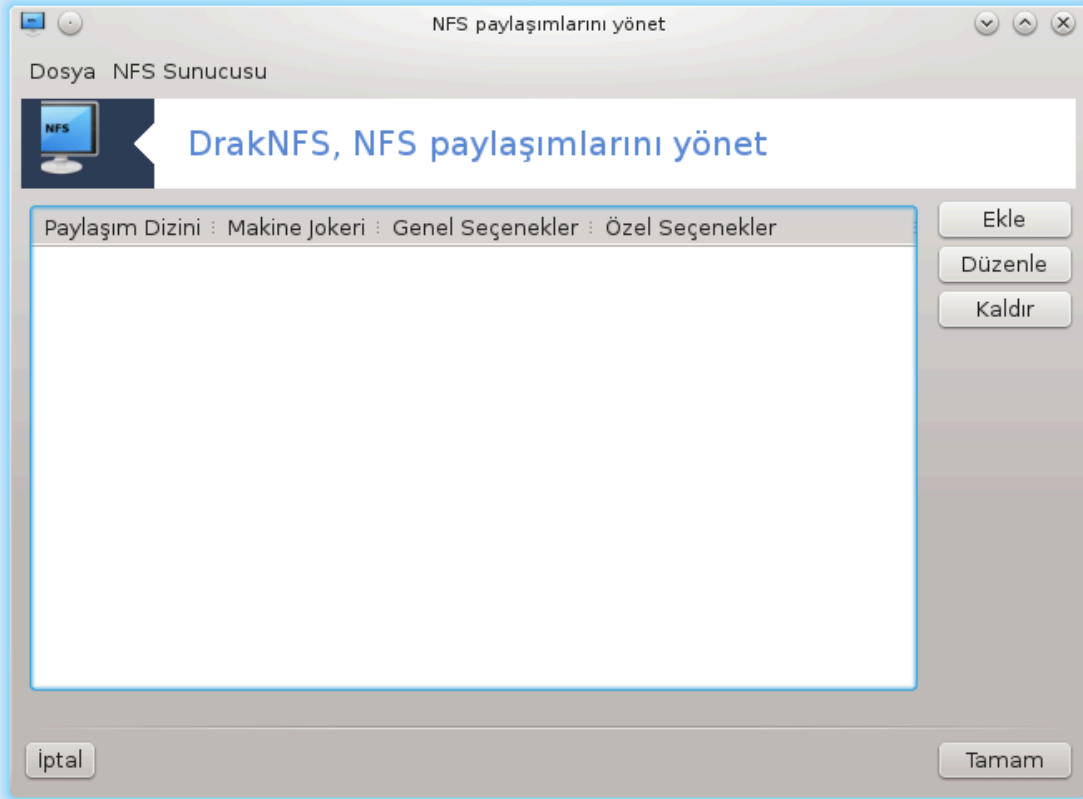 NFS paylaşımlarını yönet
Dosya NFS Sunucusu
NFS
DrakNFS, NFS paylaşımlarını yönet
Paylaşım Dizini Makine Jokeri Genel Seçenekler Özel Seçenekler
Ekle
Düzenle
Kaldır
İptal
Tamam